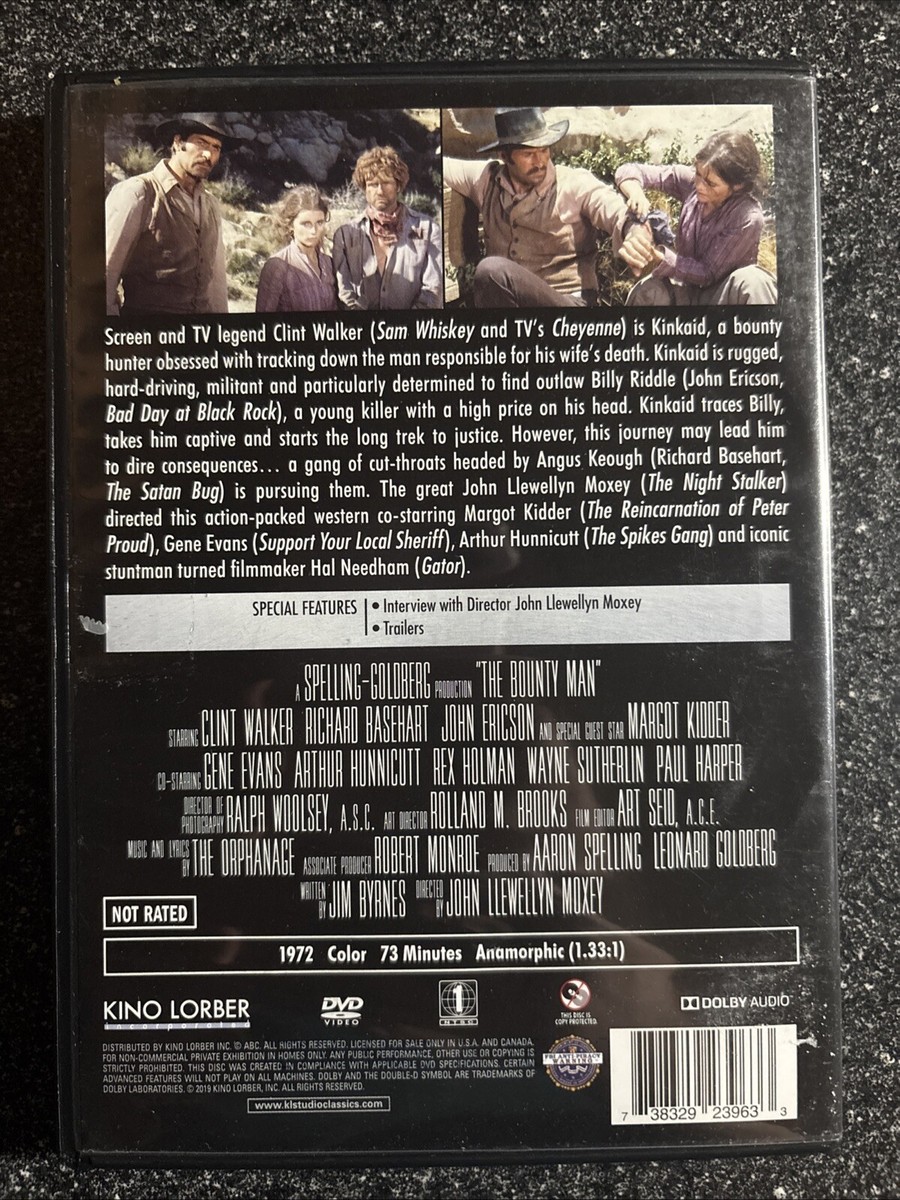 Screen and TV legend Clint Walker (Sam Whiskey and TV's Cheyenne) is Kinkaid, a bounty
hunter obsessed with tracking down the man responsible for his wife's death. Kinkaid is rugged,
hard-driving, militant and particularly determined to find outlaw Billy Riddle (John Ericson,
Bad Day at Black Rock), a young killer with a high price on his head. Kinkaid traces Billy,
takes him captive and starts the long trek to justice. However, this journey may lead him
to dire consequences... a gang of cut-throats headed by Angus Keough (Richard Basehart,
The Satan Bug) is pursuing them. The great John Llewellyn Moxey (The Night Stalker)
directed this action-packed western co-starring Margot Kidder (The Reincarnation of Peter
Proud), Gene Evans (Support Your Local Sheriff), Arthur Hunnicutt (The Spikes Gang) and iconic
stuntman turned filmmaker Hal Needham (Gator).
SPECIAL FEATURES
• Interview with Director John Llewellyn Moxey
• Trailers
A SPELLING-GOLDBERG PRODUCTION "THE BOUNTY MAN"
STARRING CLINT WALKER RICHARD BASEHART JOHN ERICSON AND SPECIAL GUEST STAR MARGOT KIDDER
CO-STARRING GENE EVANS ARTHUR HUNNICUTT REX HOLMAN WAYNE SUTHERLIN PAUL HARPER
DIRECTOR OF PHOTOGRAPHY RALPH WOOLSEY, A.S.C. ART DIRECTOR ROLLAND M. BROOKS FILM EDITOR ART SEID, A.C.E.
MUSIC AND LYRICS BY THE ORPHANAGE ASSOCIATE PRODUCER ROBERT MONROE PRODUCED BY AARON SPELLING LEONARD GOLDBERG
WRITTEN BY JIM BYRNES DIRECTED BY JOHN LLEWELLYN MOXEY
NOT RATED
1972 Color 73 Minutes Anamorphic (1.33:1)
KINO LORBER
incorporated
DVD
VIDEO
1
NTSC
THIS DISC IS
COPY PROTECTED.
DOLBY AUDIO
DISTRIBUTED BY KINO LORBER INC. © ABC. ALL RIGHTS RESERVED. LICENSED FOR SALE ONLY IN U.S.A. AND CANADA.
FOR NON-COMMERCIAL PRIVATE EXHIBITION IN HOMES ONLY. ANY PUBLIC PERFORMANCE, OTHER USE OR COPYING IS
STRICTLY PROHIBITED. THIS DISC WAS CREATED IN COMPLIANCE WITH APPLICABLE DVD SPECIFICATIONS. CERTAIN
ADVANCED FEATURES WILL NOT PLAY ON ALL MACHINES. DOLBY AND THE DOUBLE-D SYMBOL ARE TRADEMARKS OF
DOLBY LABORATORIES. © 2019 KINO LORBER, INC. ALL RIGHTS RESERVED.
www.klstudioclassics.com
FBI ANTI-PIRACY
WARNING
7 38329 23963 3